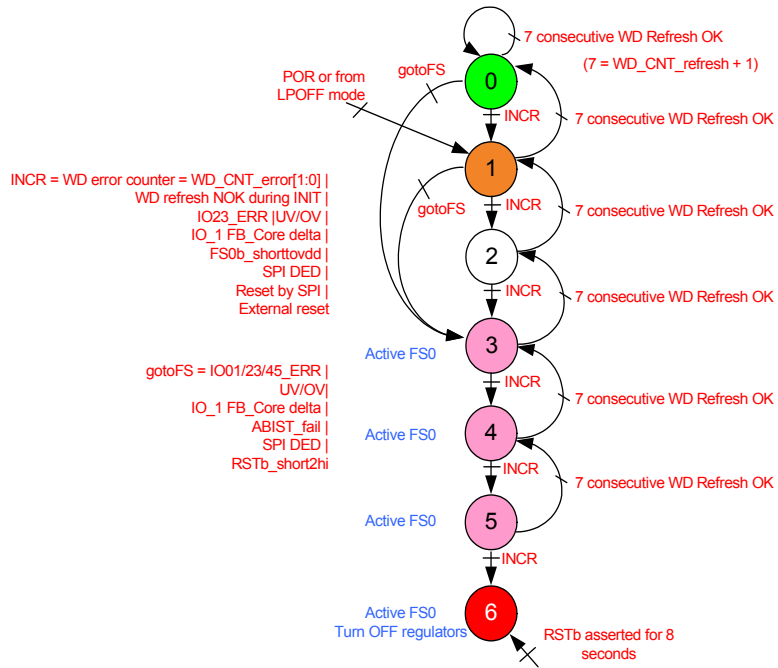 7 consecutive WD Refresh OK
(7 = WD_CNT_refresh + 1)
gotoFS
0
POR or from
LPOFF mode
INCR
7 consecutive WD Refresh OK
1
INCR = WD error counter = WD_CNT_error[1:0] |
WD refresh NOK during INIT |
IO23_ERR |UV/OV |
IO_1 FB_Core delta |
FS0b_shorttovdd |
SPI DED |
Reset by SPI |
External reset
gotoFS
INCR
7 consecutive WD Refresh OK
2
INCR
7 consecutive WD Refresh OK
Active FS0
3
gotoFS = IO01/23/45_ERR |
UV/OV|
IO_1 FB_Core delta |
ABIST_fail |
SPI DED |
RSTb_short2hi
INCR
7 consecutive WD Refresh OK
Active FS0
4
INCR
7 consecutive WD Refresh OK
Active FS0
5
INCR
Active FS0
Turn OFF regulators
6
RSTb asserted for 8
seconds